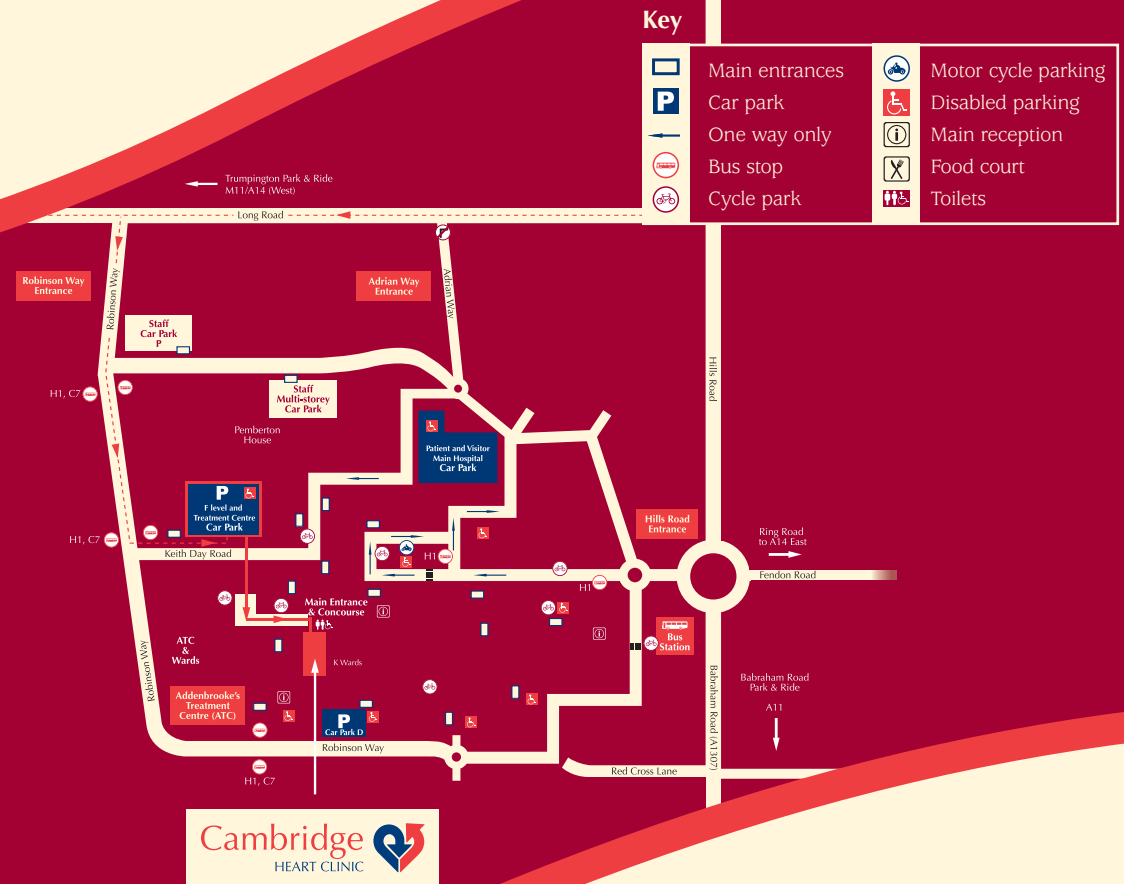 Key
Main entrances
Car park
One way only
Bus stop
Cycle park
Motor cycle parking
Disabled parking
Main reception
Food court
Toilets
P
Trumpington Park & Ride
M11/A14 (West)
Long Road
Robinson Way
Entrance
Robinson Way
Adrian Way
Entrance
Adrian Way
Staff
Car Park
P
Hills Road
H1, C7
Staff
Multi-storey
Car Park
Pemberton
House
Patient and Visitor
Main Hospital
Car Park
P
F level and
Treatment Centre
Car Park
Hills Road
Entrance
Ring Road
to A14 East
H1, C7
Keith Day Road
H1
Fendon Road
H1
Main Entrance
& Concourse
ATC
&
Wards
K Wards
Bus
Station
Robinson Way
Babraham Road (A1307)
Babraham Road
Park & Ride
A11
Addenbrooke's
Treatment
Centre (ATC)
P
Car Park D
Robinson Way
H1, C7
Red Cross Lane
Cambridge
HEART CLINIC